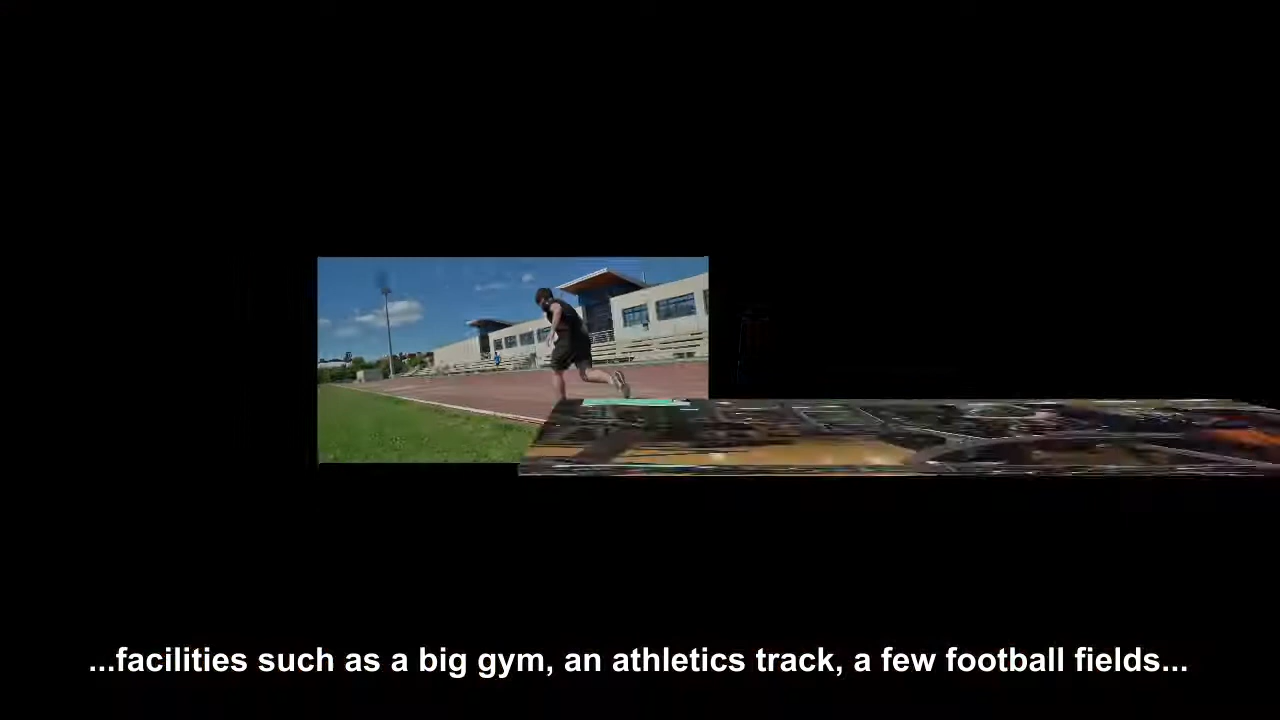 ...facilities such as a big gym, an athletics track, a few football fields...